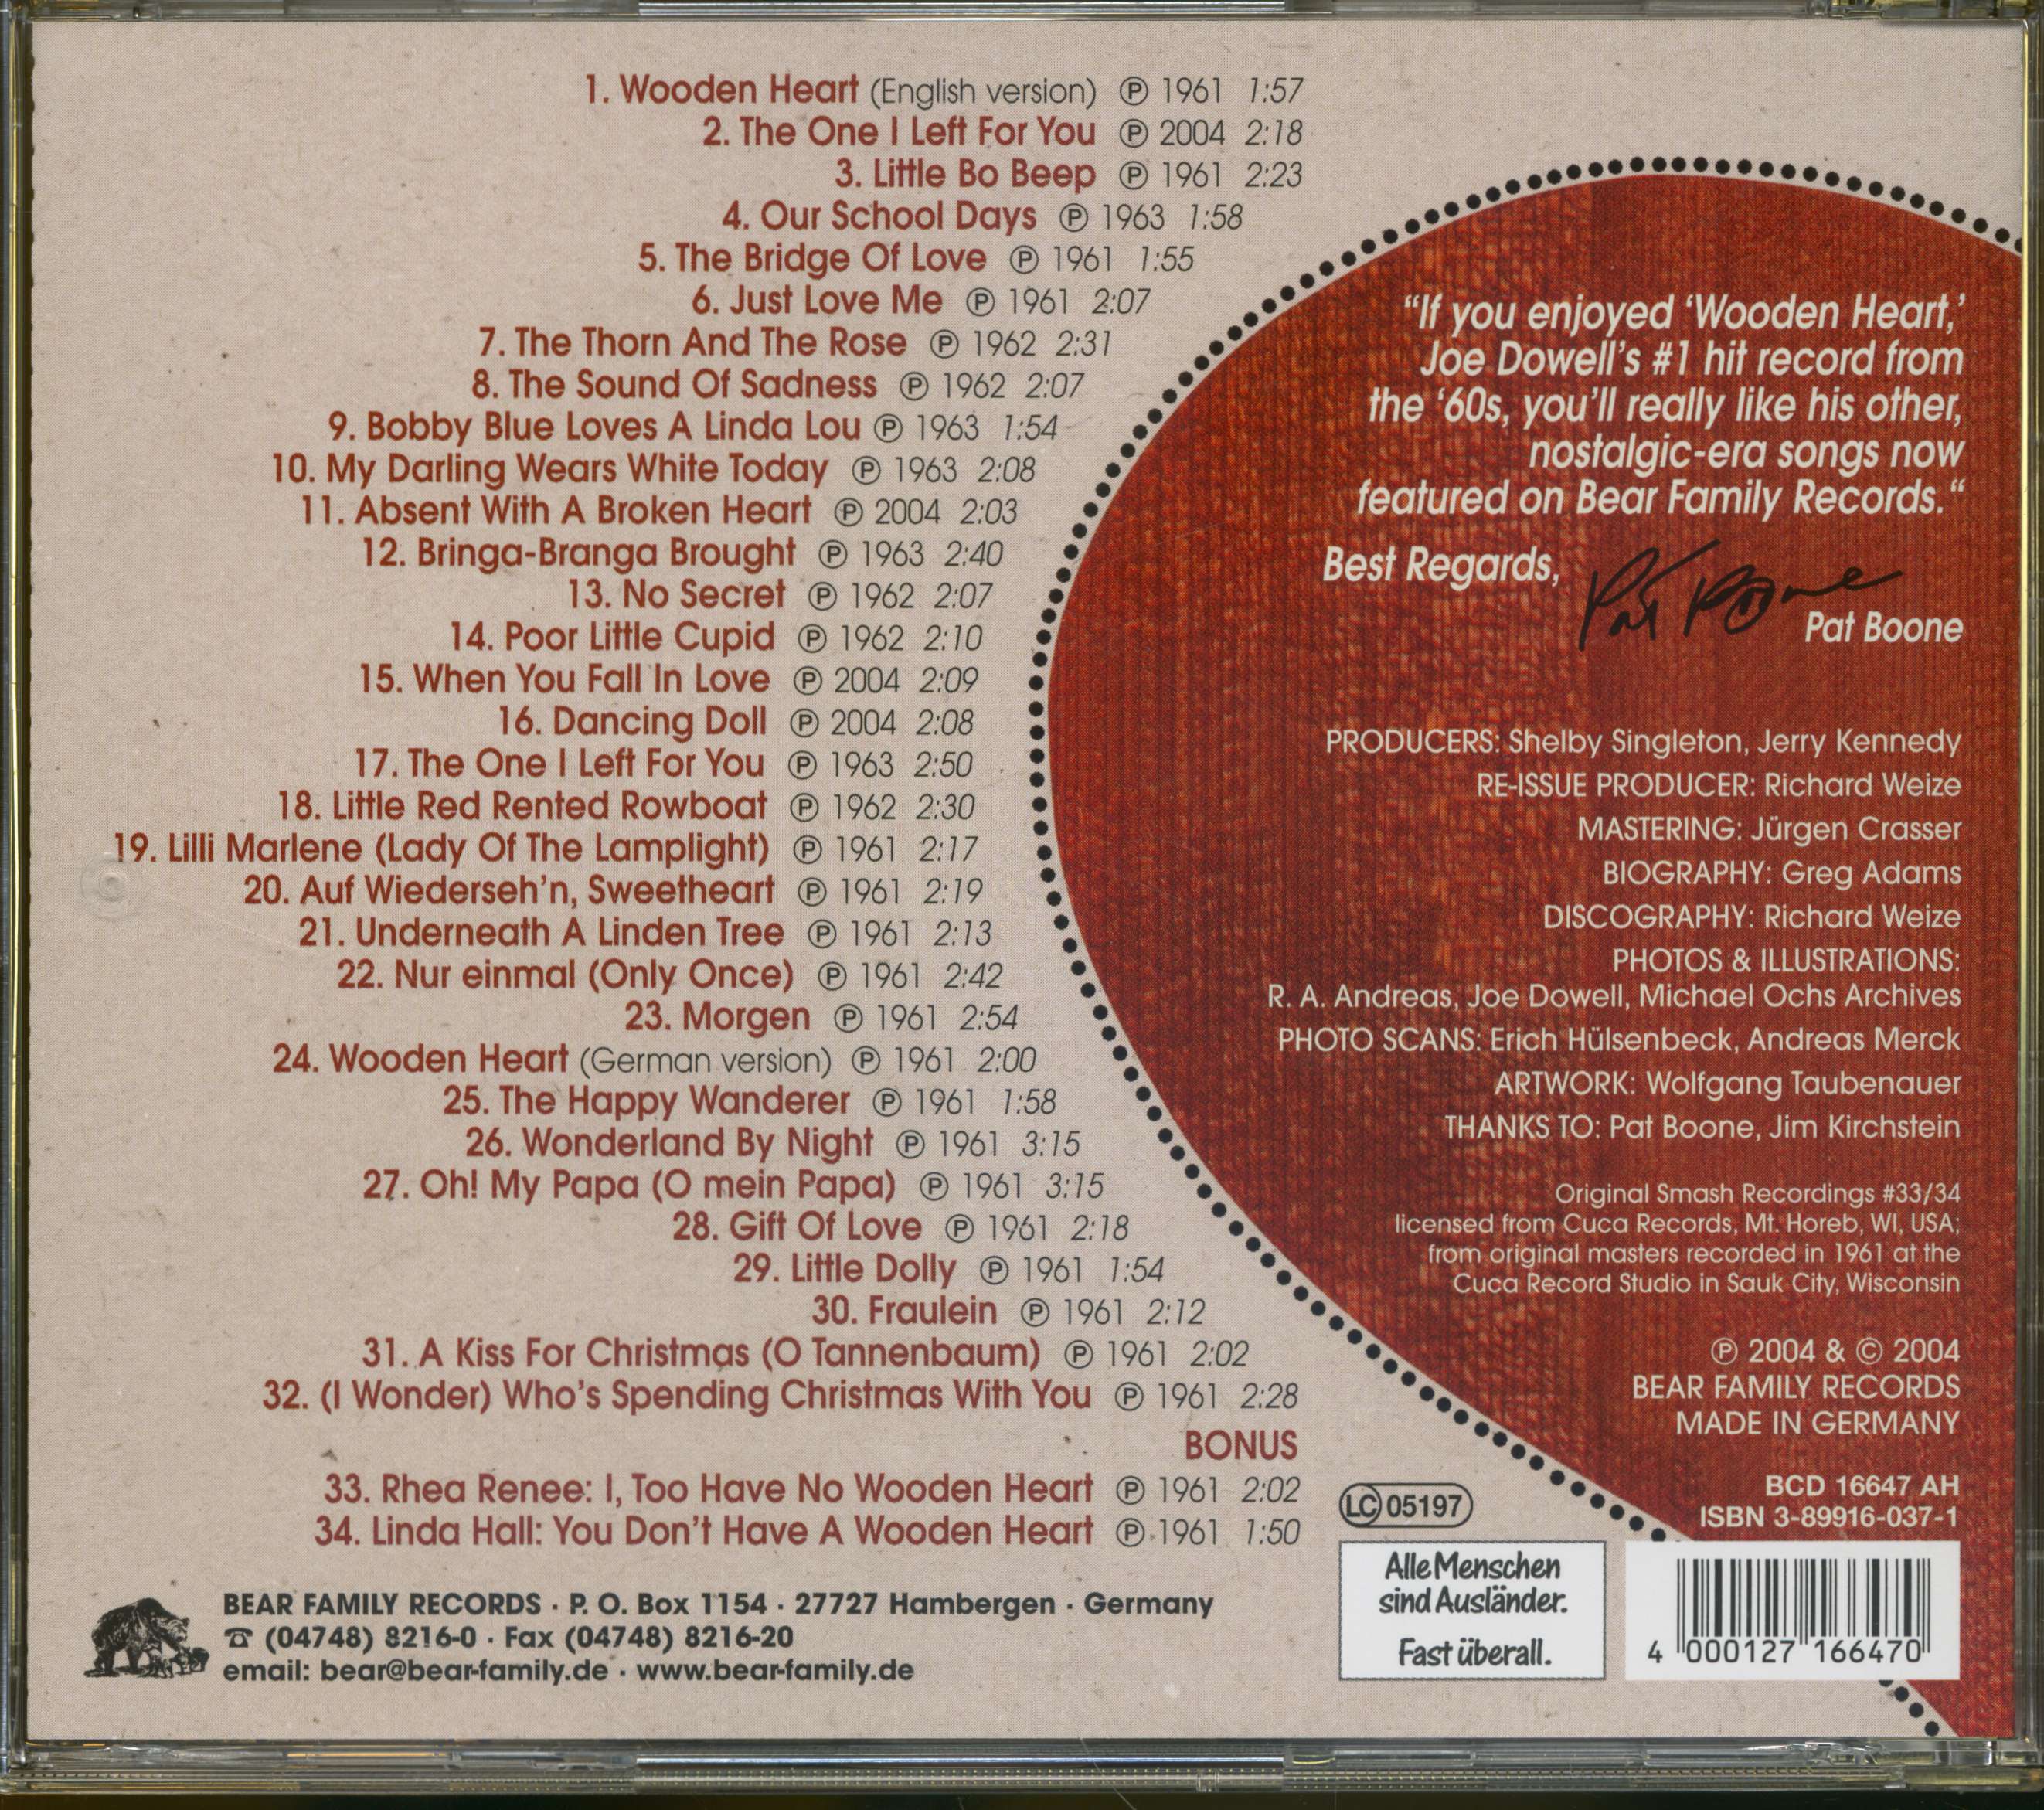 1. Wooden Heart (English version) ℗ 1961 1:57
2. The One I Left For You ℗ 2004 2:18
3. Little Bo Beep ℗ 1961 2:23
4. Our School Days ℗ 1963 1:58
5. The Bridge Of Love ℗ 1961 1:55
6. Just Love Me ℗ 1961 2:07
7. The Thorn And The Rose ℗ 1962 2:31
8. The Sound Of Sadness ℗ 1962 2:07
9. Bobby Blue Loves A Linda Lou ℗ 1963 1:54
10. My Darling Wears White Today ℗ 1963 2:08
11. Absent With A Broken Heart ℗ 2004 2:03
12. Bringa-Branga Brought ℗ 1963 2:40
13. No Secret ℗ 1962 2:07
14. Poor Little Cupid ℗ 1962 2:10
15. When You Fall In Love ℗ 2004 2:09
16. Dancing Doll ℗ 2004 2:08
17. The One I Left For You ℗ 1963 2:50
18. Little Red Rented Rowboat ℗ 1962 2:30
19. Lilli Marlene (Lady Of The Lamplight) ℗ 1961 2:17
20. Auf Wiederseh'n, Sweetheart ℗ 1961 2:19
21. Underneath A Linden Tree ℗ 1961 2:13
22. Nur einmal (Only Once) ℗ 1961 2:42
23. Morgen ℗ 1961 2:54
24. Wooden Heart (German version) ℗ 1961 2:00
25. The Happy Wanderer ℗ 1961 1:58
26. Wonderland By Night ℗ 1961 3:15
27. Oh! My Papa (O mein Papa) ℗ 1961 3:15
28. Gift Of Love ℗ 1961 2:18
29. Little Dolly ℗ 1961 1:54
30. Fraulein ℗ 1961 2:12
31. A Kiss For Christmas (O Tannenbaum) ℗ 1961 2:02
32. (I Wonder) Who's Spending Christmas With You ℗ 1961 2:28
BONUS
33. Rhea Renee: I, Too Have No Wooden Heart ℗ 1961 2:02
34. Linda Hall: You Don't Have A Wooden Heart ℗ 1961 1:50
BEAR FAMILY RECORDS · P. O. Box 1154 · 27727 Hambergen · Germany
☎ (04748) 8216-0 · Fax (04748) 8216-20
email: bear@bear-family.de · www.bear-family.de
“If you enjoyed ‘Wooden Heart,’
Joe Dowell’s #1 hit record from
the ‘60s, you’ll really like his other,
nostalgic-era songs now
featured on Bear Family Records.“
Best Regards,
Pat Boone
Pat Boone
PRODUCERS: Shelby Singleton, Jerry Kennedy
RE-ISSUE PRODUCER: Richard Weize
MASTERING: Jürgen Crasser
BIOGRAPHY: Greg Adams
DISCOGRAPHY: Richard Weize
PHOTOS & ILLUSTRATIONS:
R. A. Andreas, Joe Dowell, Michael Ochs Archives
PHOTO SCANS: Erich Hülsenbeck, Andreas Merck
ARTWORK: Wolfgang Taubenauer
THANKS TO: Pat Boone, Jim Kirchstein
Original Smash Recordings #33/34
licensed from Cuca Records, Mt. Horeb, WI, USA;
from original masters recorded in 1961 at the
Cuca Record Studio in Sauk City, Wisconsin
℗ 2004 & © 2004
BEAR FAMILY RECORDS
MADE IN GERMANY
BCD 16647 AH
ISBN 3-89916-037-1
LC 05197
Alle Menschen
sind Ausländer.
Fast überall.
4 000127 166470